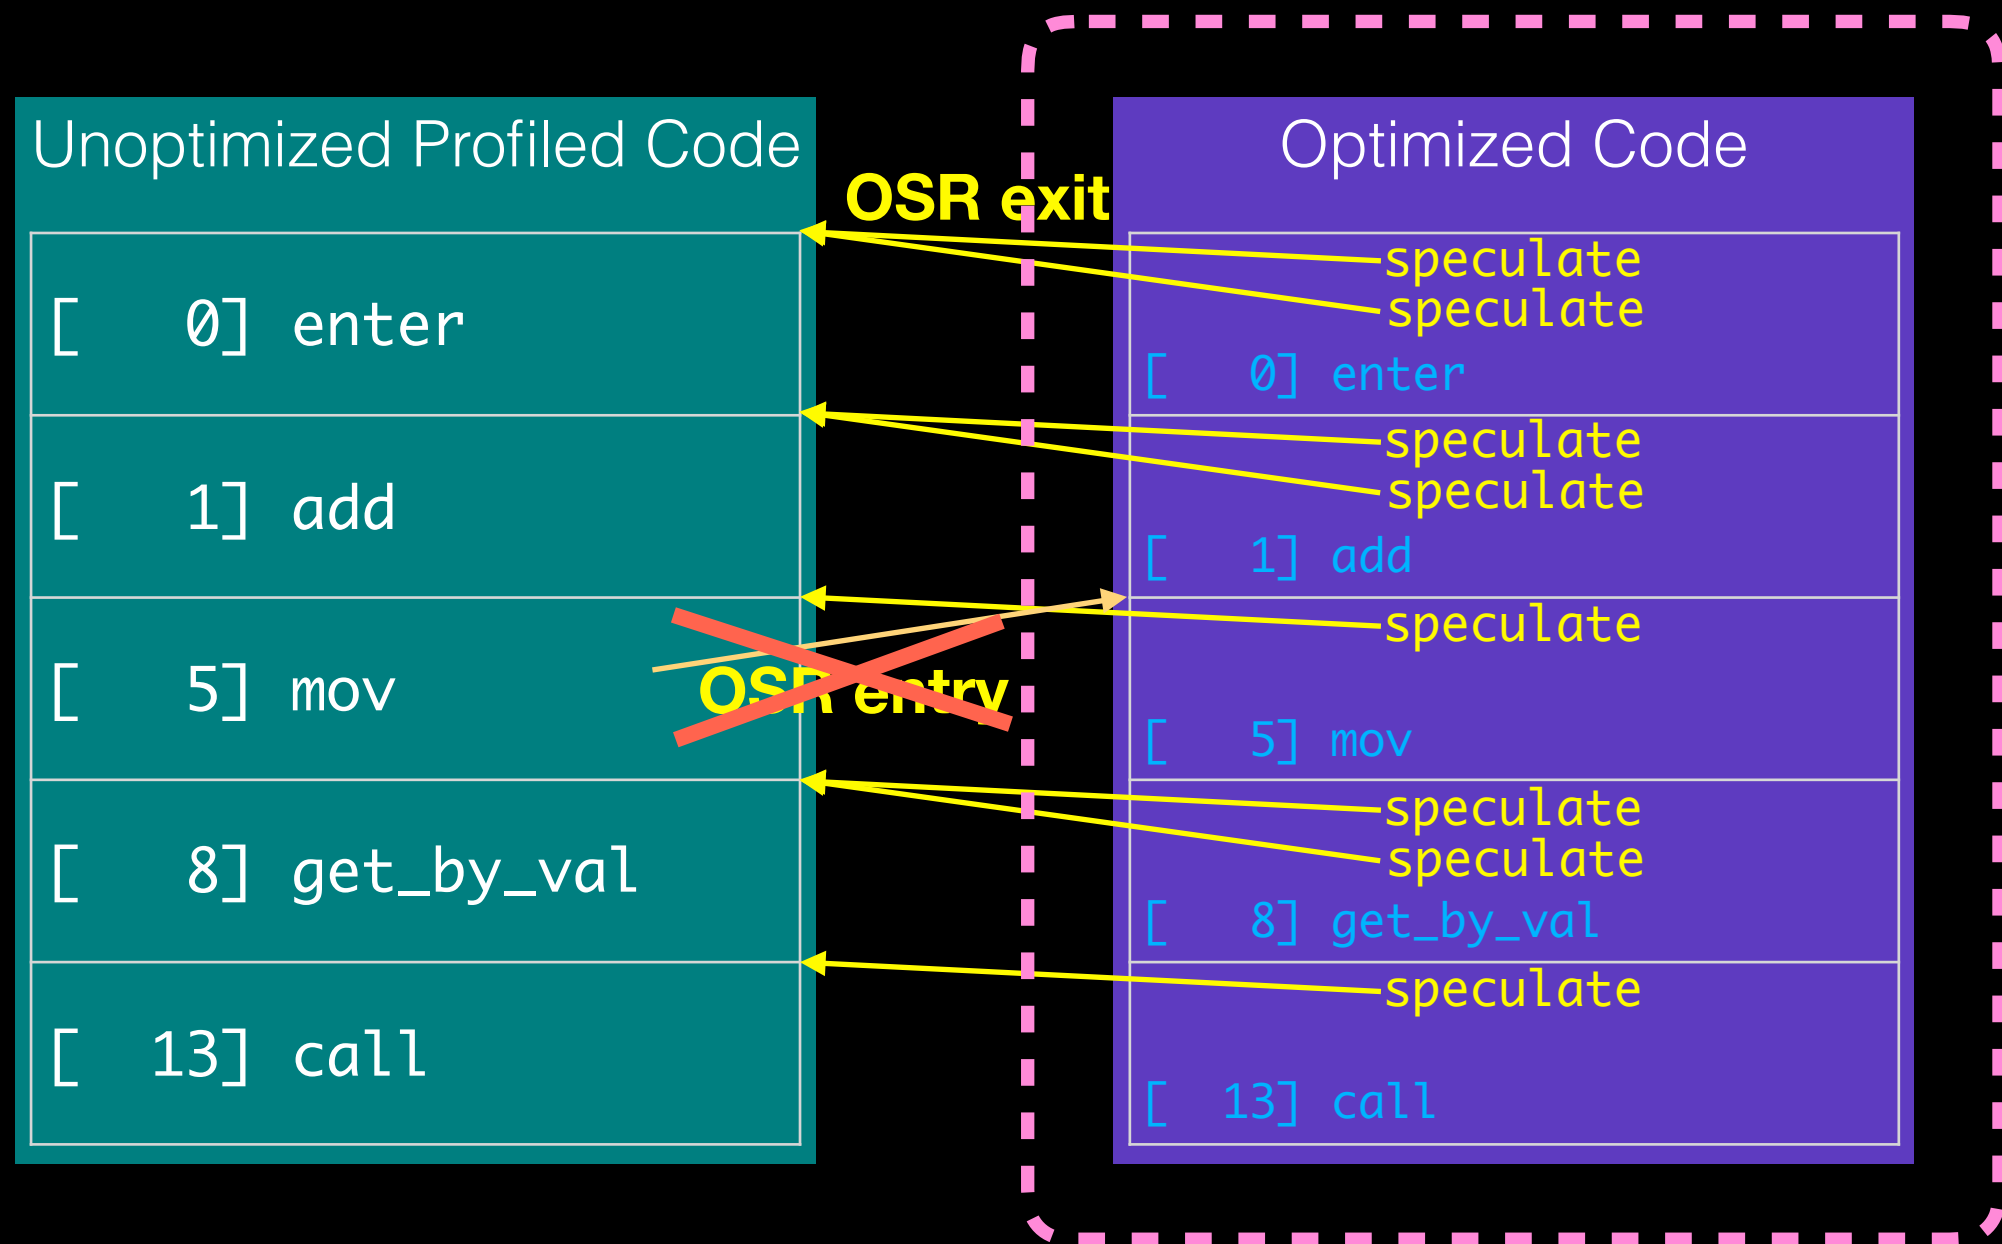 Unoptimized Profiled Code
[   0] enter
[   1] add
[   5] mov
[   8] get_by_val
[  13] call
OSR exit
OSR entry
Optimized Code
speculate
speculate
[   0] enter
speculate
speculate
[   1] add
speculate
[   5] mov
speculate
speculate
[   8] get_by_val
speculate
[  13] call